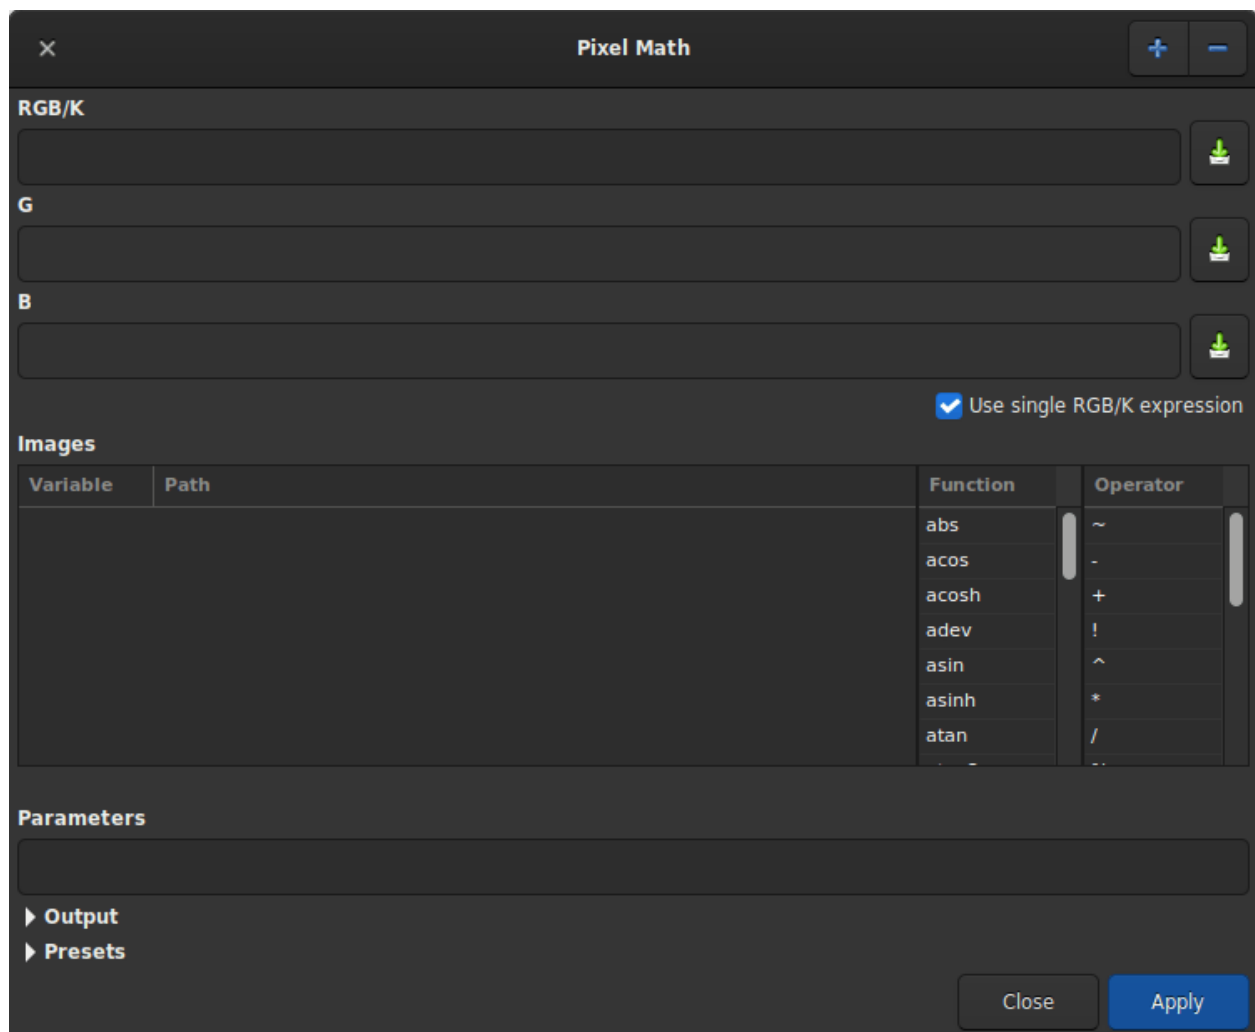 Pixel Math
RGB/K
G
B
Use single RGB/K expression
Images
Variable Path Function Operator
abs ~
acos -
acosh +
adev !
asin ^
asinh *
atan /
Parameters
Output
Presets
Close Apply